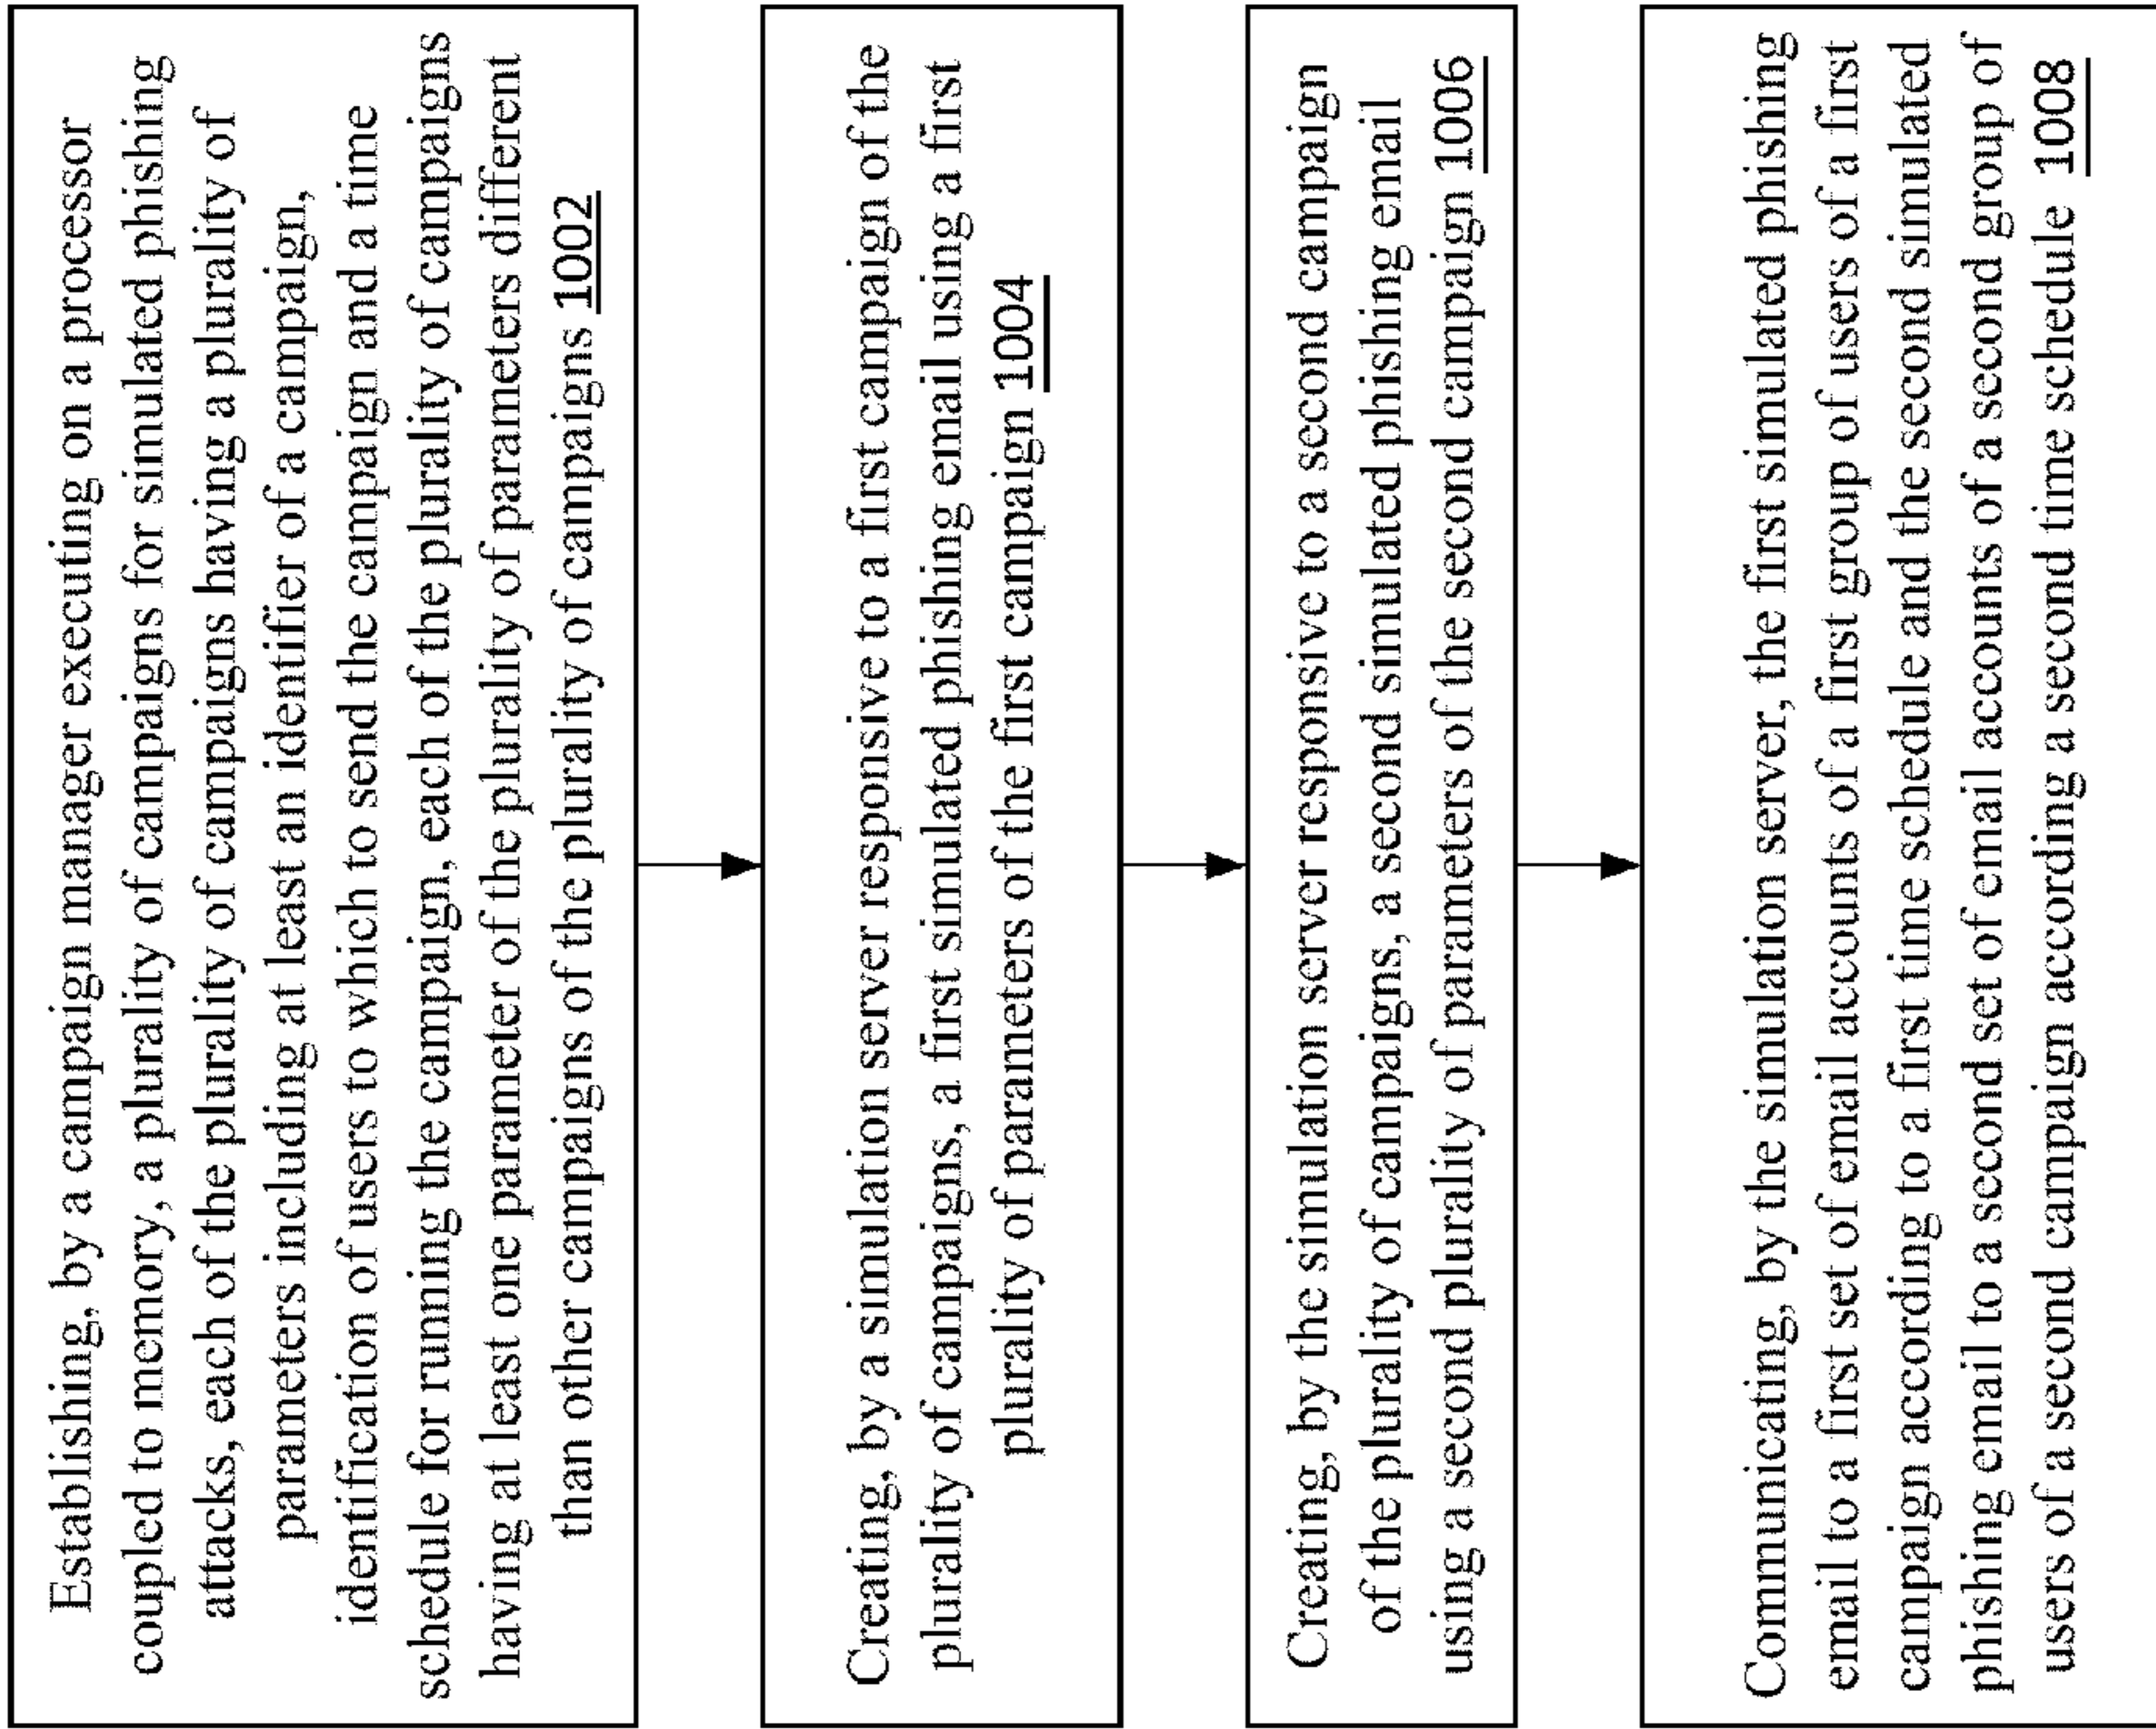 Establishing, by a campaign manager executing on a processor
coupled to memory, a plurality of campaigns for simulated phishing
attacks, each of the plurality of campaigns having a plurality of
parameters including at least an identifier of a campaign,
identification of users to which to send the campaign and a time
schedule for running the campaign, each of the plurality of campaigns
having at least one parameter of the plurality of parameters different
than other campaigns of the plurality of campaigns 1002
Creating, by a simulation server responsive to a first campaign of the
plurality of campaigns, a first simulated phishing email using a first
plurality of parameters of the first campaign 1004
Creating, by the simulation server responsive to a second campaign
of the plurality of campaigns, a second simulated phishing email
using a second plurality of parameters of the second campaign 1006
Communicating, by the simulation server, the first simulated phishing
email to a first set of email accounts of a first group of users of a first
campaign according to a first time schedule and the second simulated
phishing email to a second set of email accounts of a second group of
users of a second campaign according a second time schedule 1008